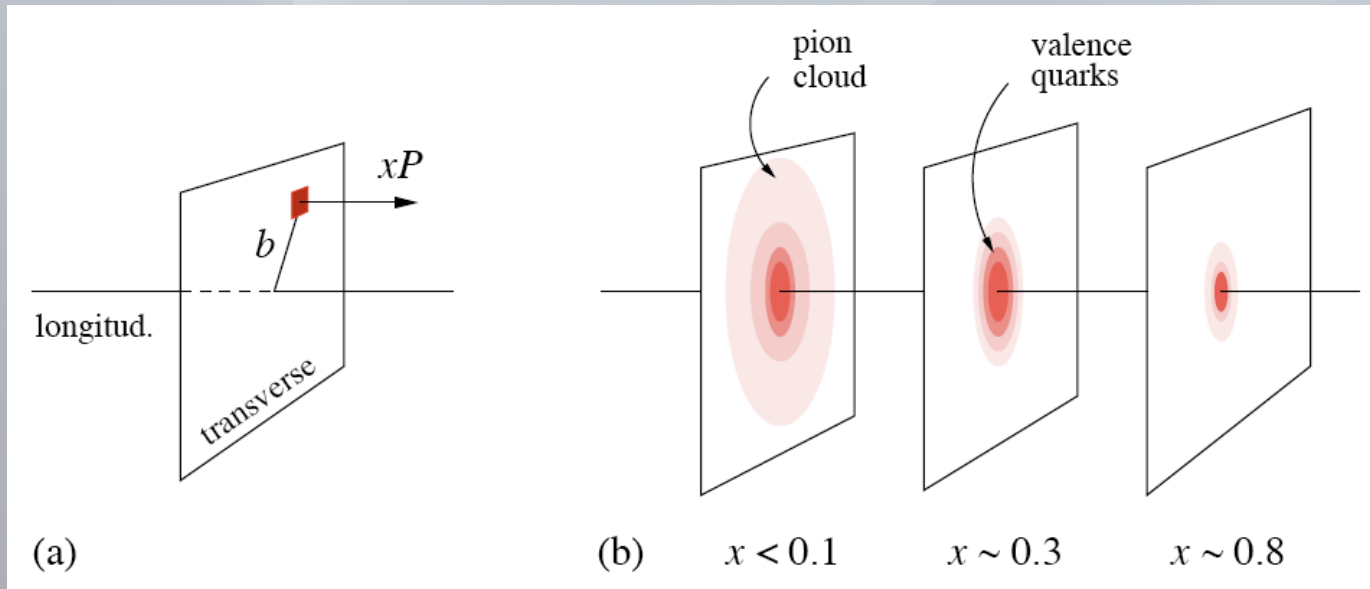 xP
b
longitud.
transverse
(a)
pion
cloud
valence
quarks
(b)
x < 0.1
x ~ 0.3
x ~ 0.8